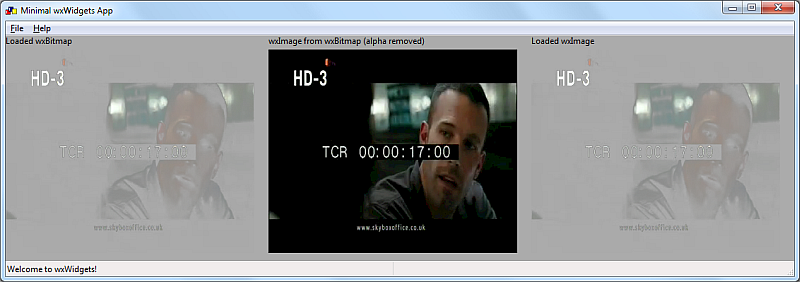 Minimal wxWidgets App
File Help
Loaded wxBitmap
wxImage from wxBitmap (alpha removed)
Loaded wxImage
HD-3
TCR 00:00:17:00
www.skyboxoffice.co.uk
HD-3
TCR 00:00:17:00
www.skyboxoffice.co.uk
HD-3
TCR 00:00:17:00
www.skyboxoffice.co.uk
Welcome to wxWidgets!